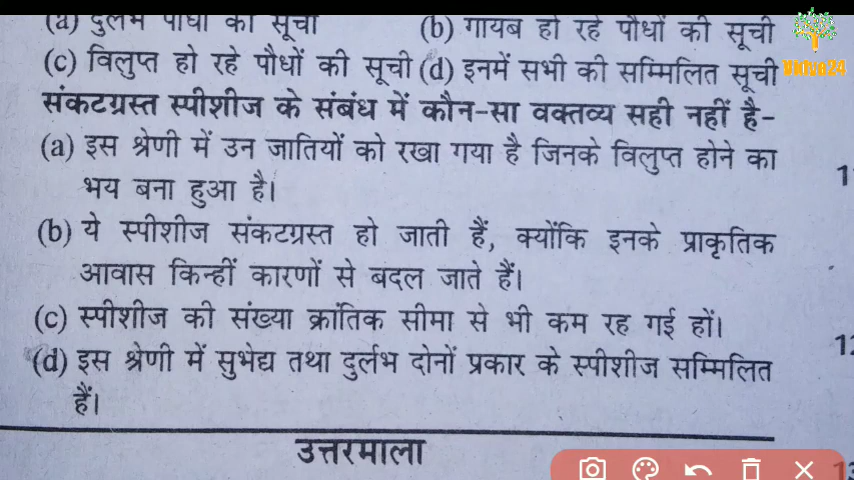 (a) दुर्लभ पौधों की सूची (b) गायब हो रहे पौधों की सूची
(c) विलुप्त हो रहे पौधों की सूची (d) इनमें सभी की सम्मिलित सूची
संकटग्रस्त स्पीशीज के संबंध में कौन-सा वक्तव्य सही नहीं है-
(a) इस श्रेणी में उन जातियों को रखा गया है जिनके विलुप्त होने का
भय बना हुआ है।
(b) ये स्पीशीज संकटग्रस्त हो जाती हैं, क्योंकि इनके प्राकृतिक
आवास किन्हीं कारणों से बदल जाते हैं।
(c) स्पीशीज की संख्या क्रांतिक सीमा से भी कम रह गई हों।
(d) इस श्रेणी में सुभेद्य तथा दुर्लभ दोनों प्रकार के स्पीशीज सम्मिलित
हैं।
उत्तरमाला